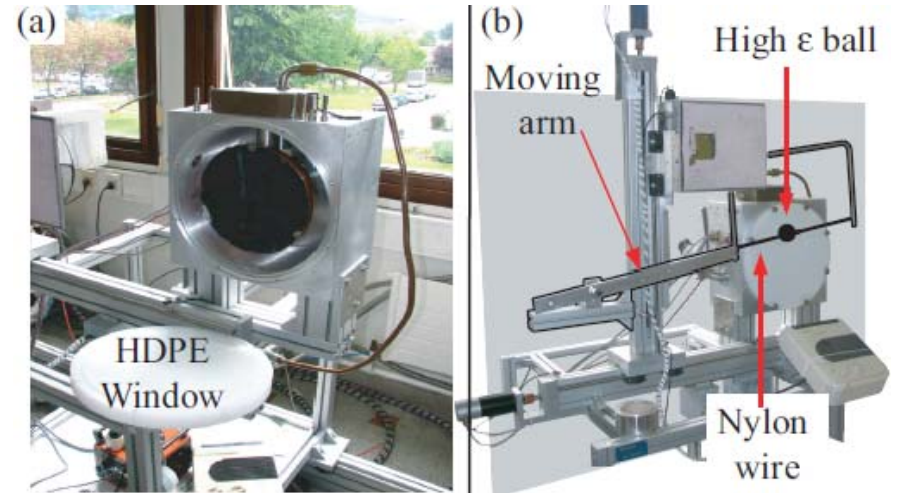 (a)
HDPE
Window
(b)
High ε ball
Moving
arm
Nylon
wire